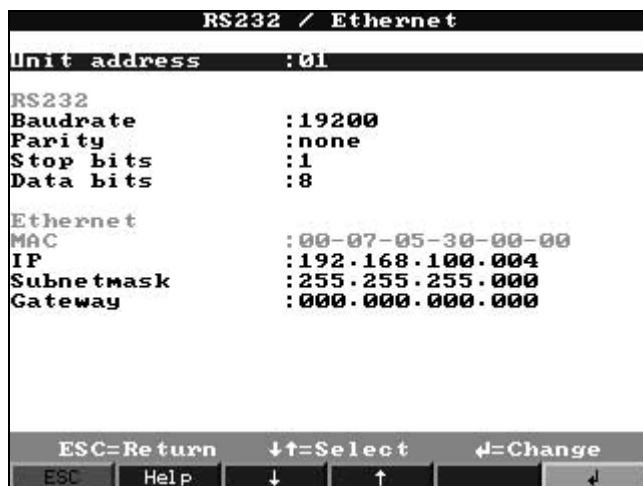 RS232 / Ethernet
Unit address :01
RS232
Baudrate :19200
Parity :none
Stop bits :1
Data bits :8
Ethernet
MAC :00-07-05-30-00-00
IP :192.168.100.004
Subnetmask :255.255.255.000
Gateway :000.000.000.000
ESC=Return ↓↑=Select ↲=Change
ESC Help ↓ ↑ ↲